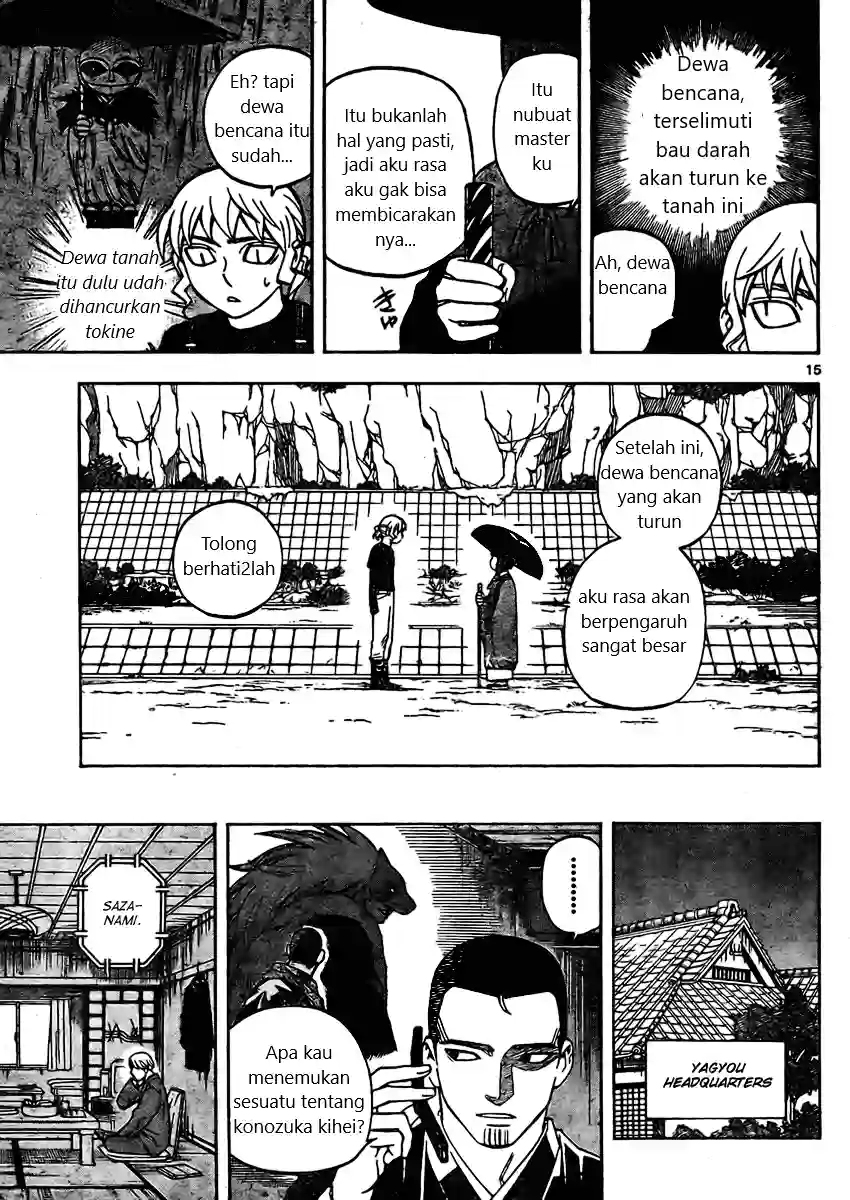 Dewa
bencana,
terselimuti
bau darah
akan turun ke
tanah ini
Ah, dewa
bencana
Itu
nubuat
master
ku
Itu bukanlah
hal yang pasti,
jadi aku rasa
aku gak bisa
membicarakan
nya...
きゅ
Eh? tapi
dewa
bencana itu
sudah...
Dewa tanah
itu dulu udah
dihancurkan
tokine
15
Setelah ini,
dewa bencana
yang akan
turun
aku rasa akan
berpengaruh
sangat besar
Tolong
berhati2lah
YAGYOU
HEADQUARTERS
........
Apa kau
menemukan
sesuatu tentang
konozuka kihei?
SAZA-
NAMI.